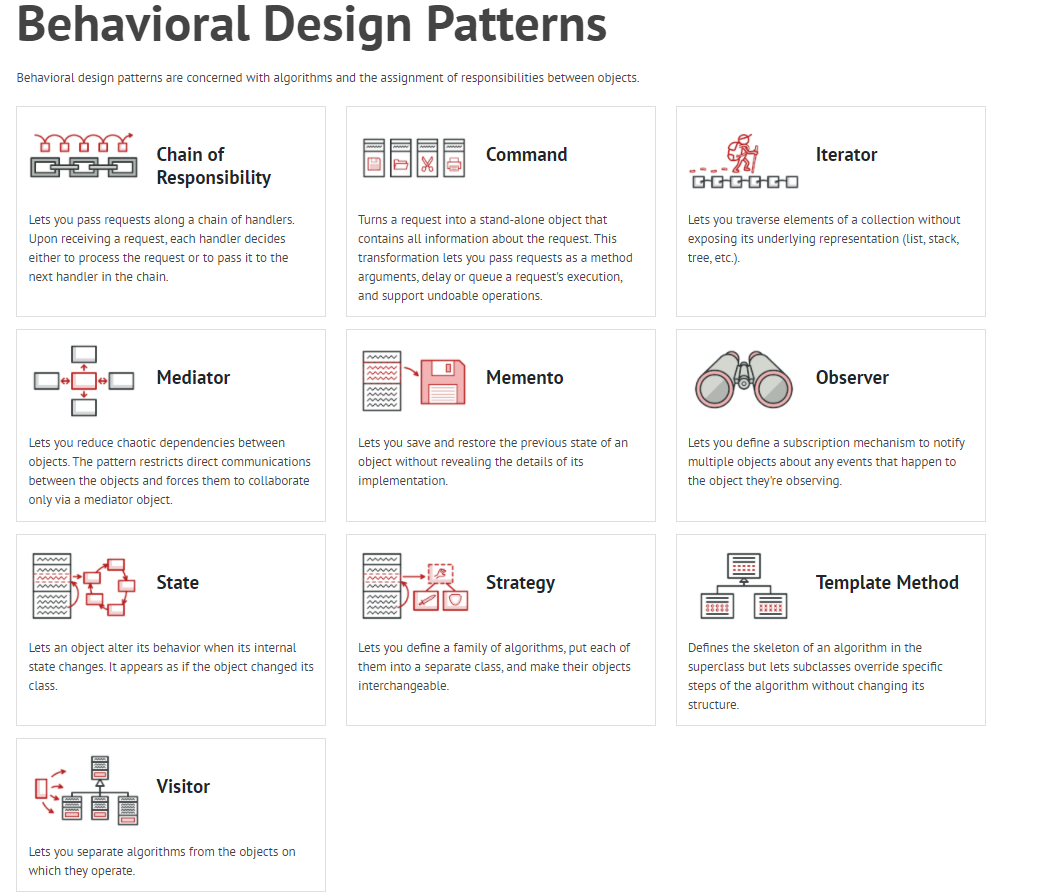 Behavioral Design Patterns
Behavioral design patterns are concerned with algorithms and the assignment of responsibilities between objects.
Chain of
Responsibility
Lets you pass requests along a chain of handlers.
Upon receiving a request, each handler decides
either to process the request or to pass it to the
next handler in the chain.
Command
Turns a request into a stand-alone object that
contains all information about the request. This
transformation lets you pass requests as a method
arguments, delay or queue a request's execution,
and support undoable operations.
Iterator
Lets you traverse elements of a collection without
exposing its underlying representation (list, stack,
tree, etc.).
Mediator
Lets you reduce chaotic dependencies between
objects. The pattern restricts direct communications
between the objects and forces them to collaborate
only via a mediator object.
Memento
Lets you save and restore the previous state of an
object without revealing the details of its
implementation.
Observer
Lets you define a subscription mechanism to notify
multiple objects about any events that happen to
the object they're observing.
State
Lets an object alter its behavior when its internal
state changes. It appears as if the object changed its
class.
Strategy
Lets you define a family of algorithms, put each of
them into a separate class, and make their objects
interchangeable.
Template Method
Defines the skeleton of an algorithm in the
superclass but lets subclasses override specific
steps of the algorithm without changing its
structure.
Visitor
Lets you separate algorithms from the objects on
which they operate.